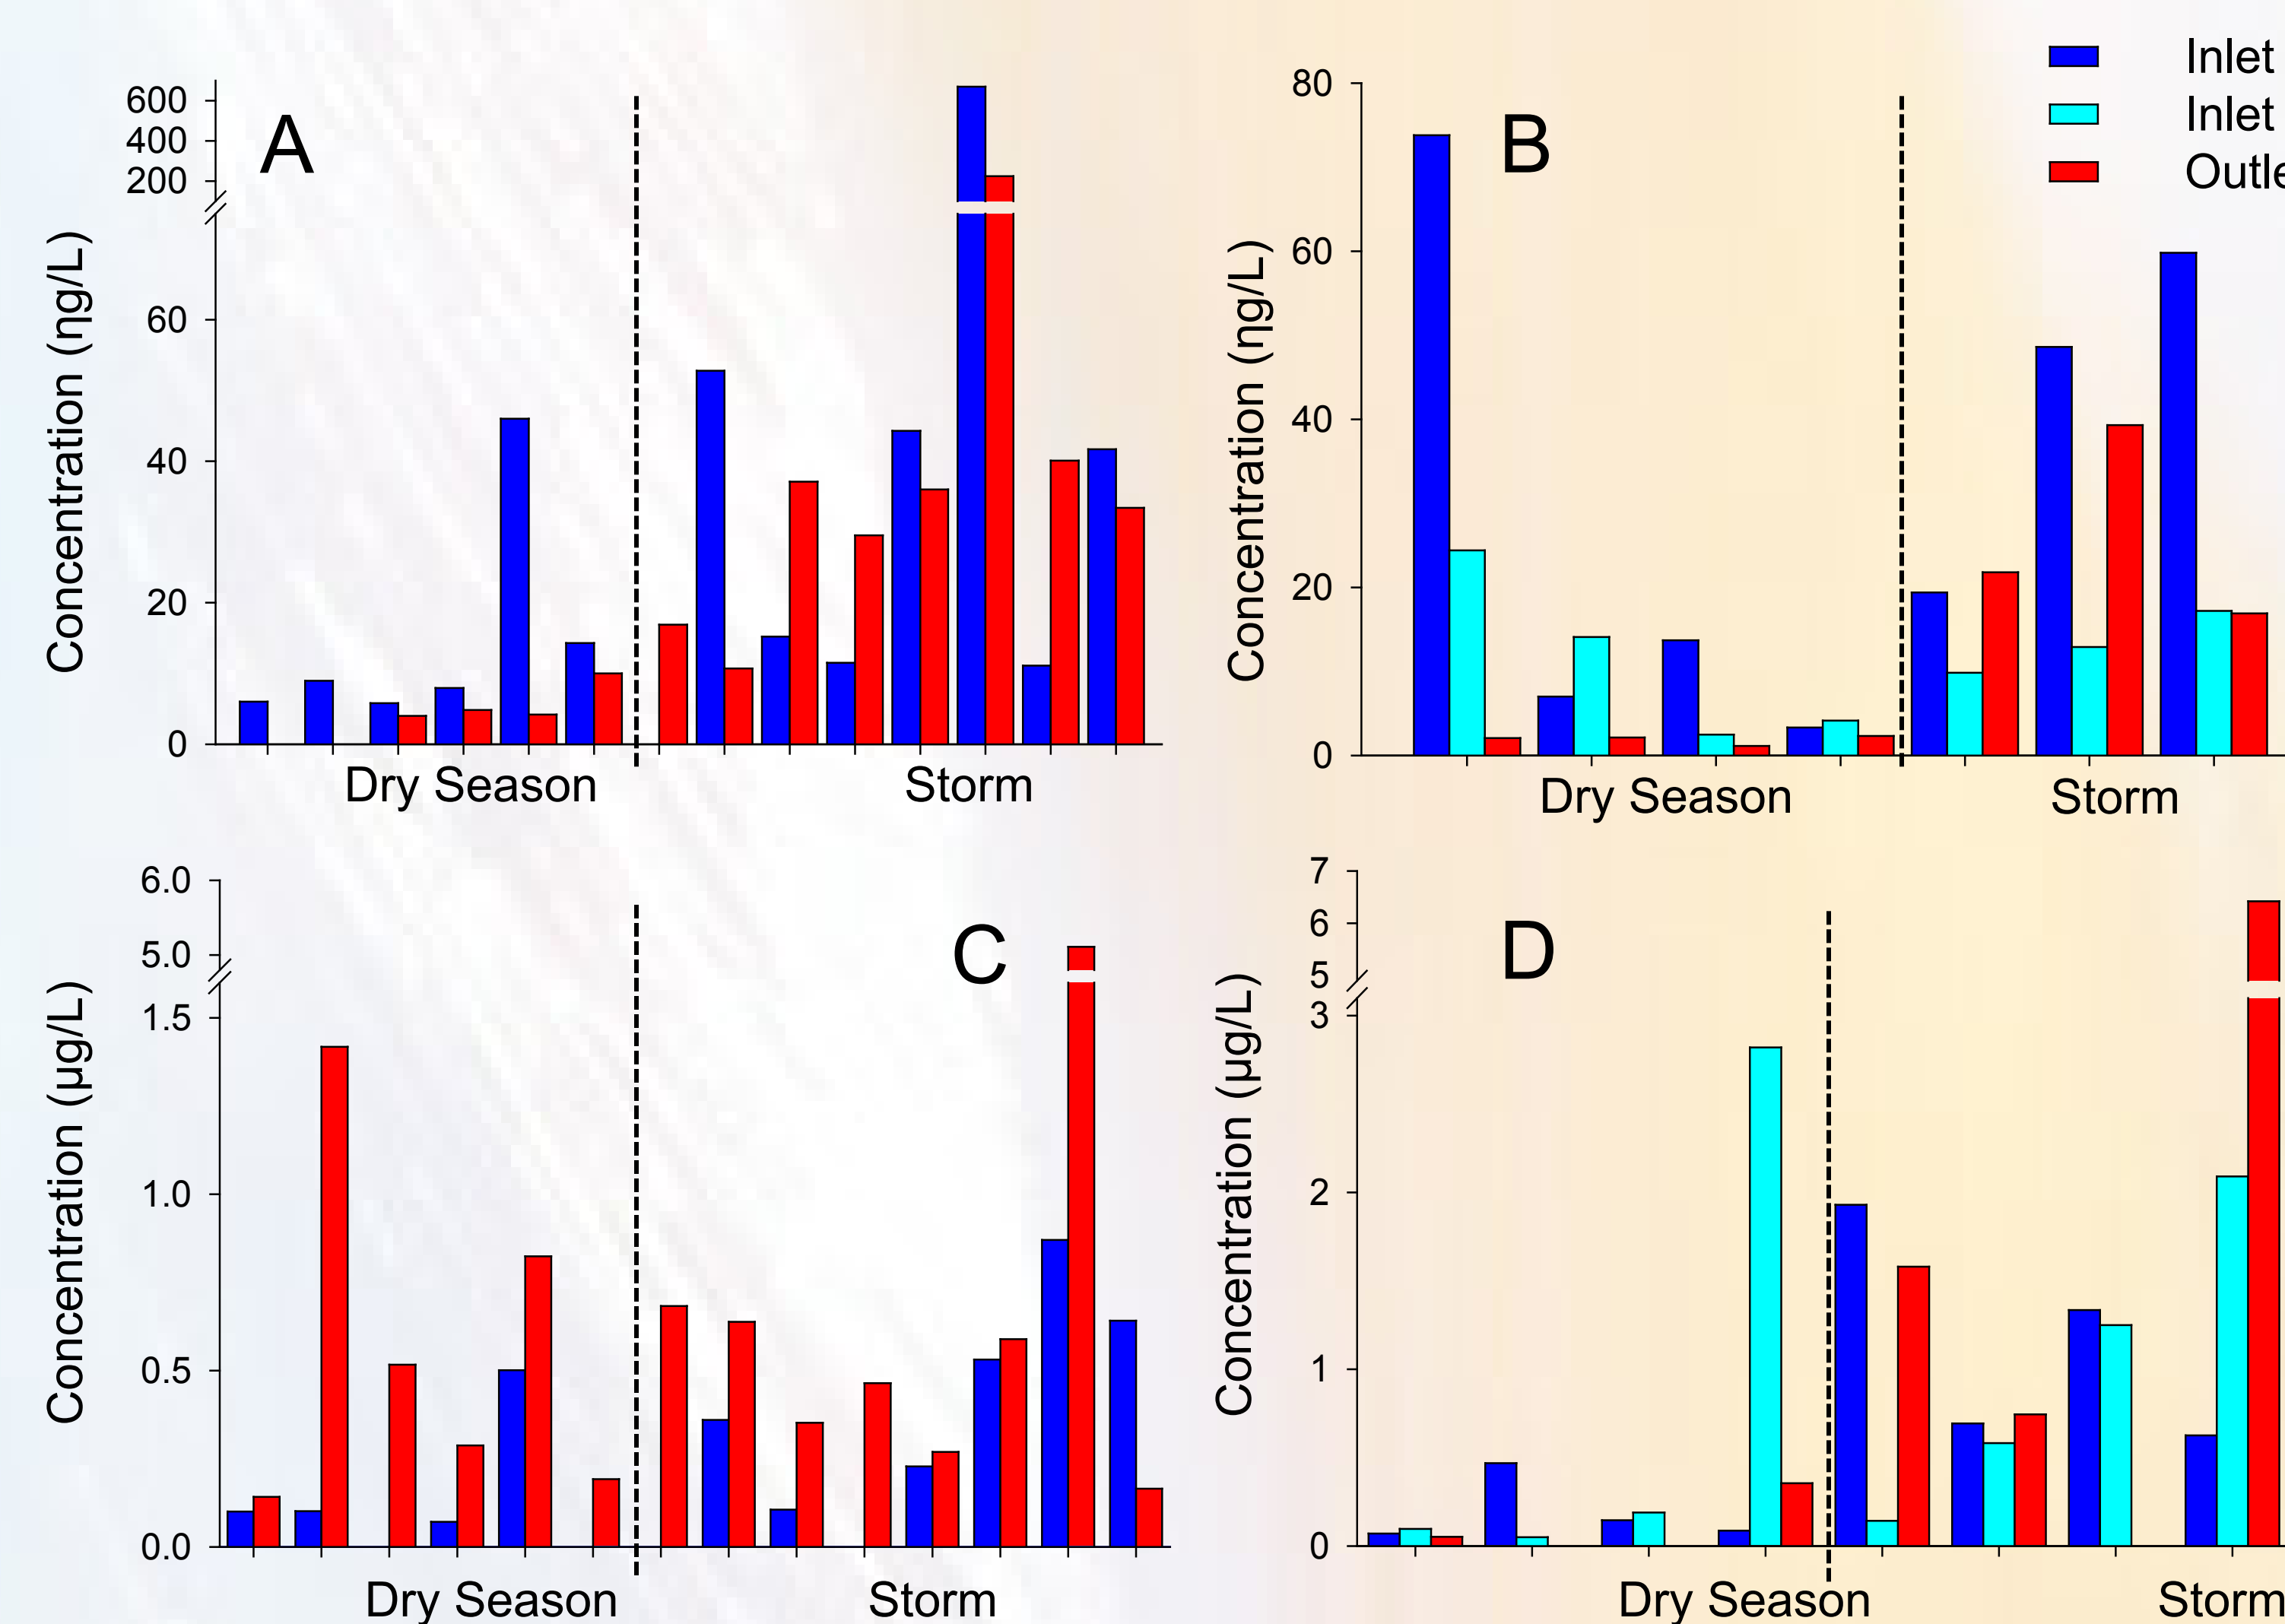 A
600
400
200
60
40
20
0
Concentration (ηg/L)
Dry Season
Storm
B
80
60
40
20
0
Concentration (ηg/L)
Dry Season
Storm
Inlet
Inlet
Outle
C
6.0
5.0
1.5
1.0
0.5
0.0
Concentration (µg/L)
Dry Season
Storm
D
7
6
5
3
2
1
0
Concentration (µg/L)
Dry Season
Storm